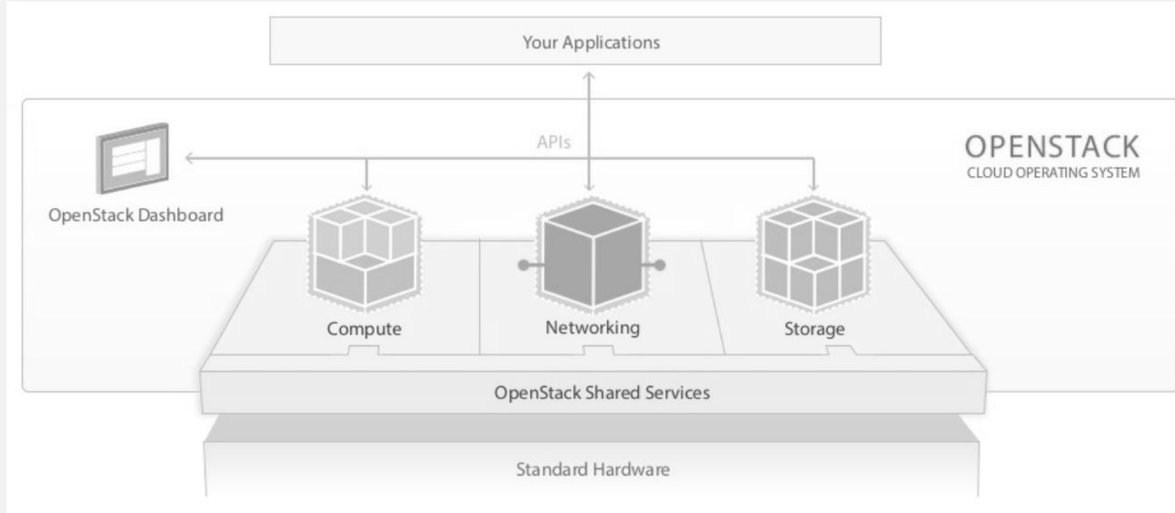 Your Applications
APIs
OPENSTACK
CLOUD OPERATING SYSTEM
OpenStack Dashboard
Compute
Networking
Storage
OpenStack Shared Services
Standard Hardware